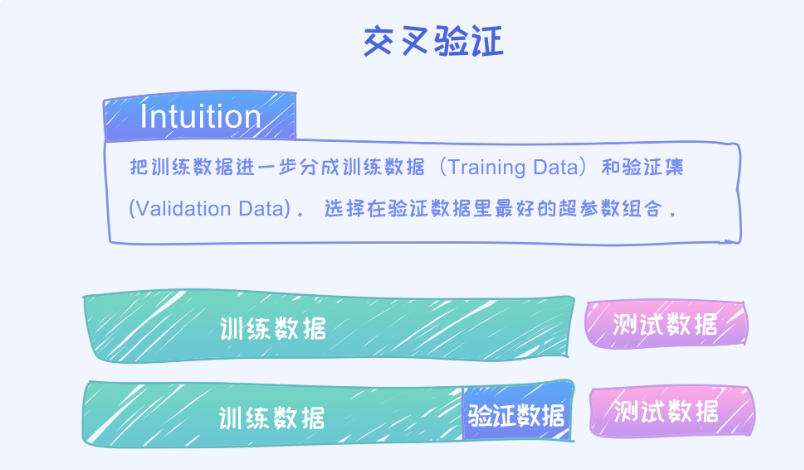 交叉验证
Intuition
把训练数据进一步分成训练数据（Training Data）和验证集
(Validation Data)． 选择在验证数据里最好的超参数组合．
训练数据 测试数据
训练数据 验证数据 测试数据